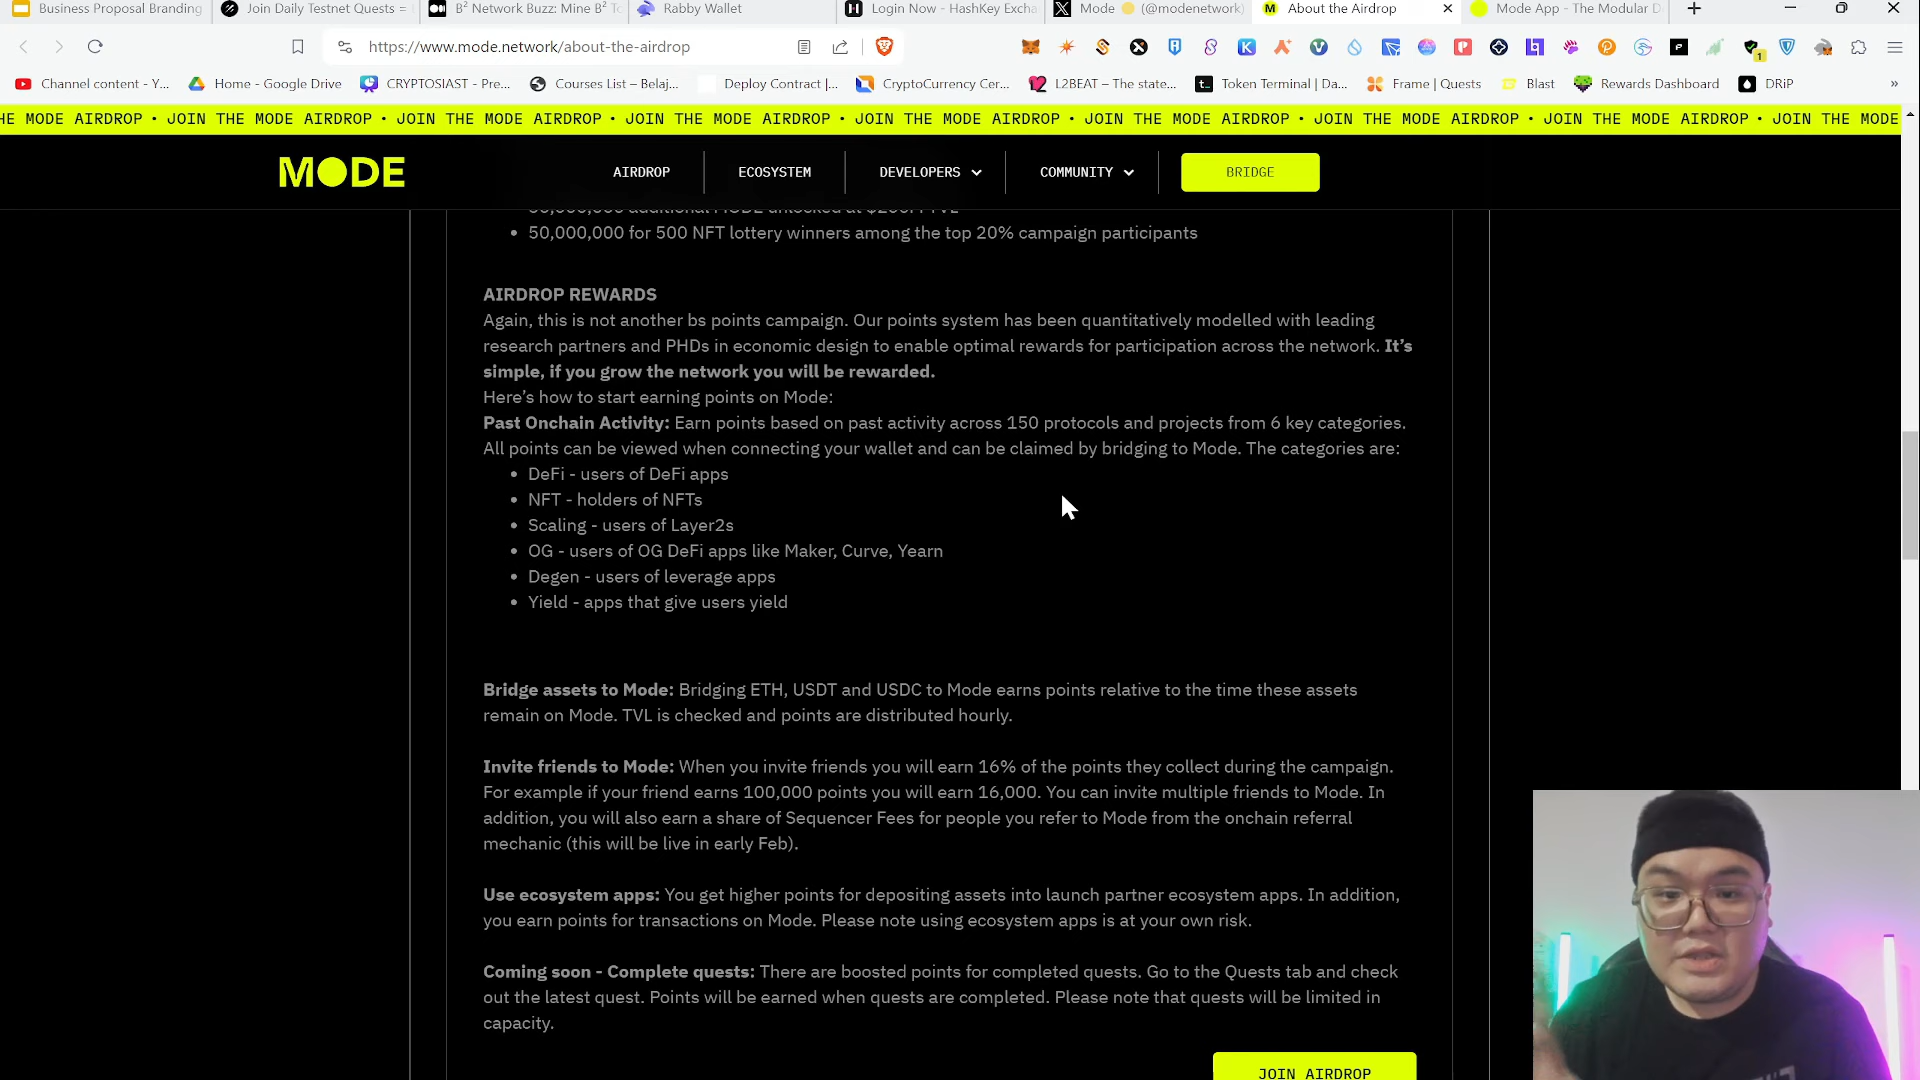 Business Proposal Branding
Join Daily Testnet Quests =
B² Network Buzz: Mine B² To
Rabby Wallet
Login Now - HashKey Excha
Mode (@modenetwork)
About the Airdrop
Mode App - The Modular D
https://www.mode.network/about-the-airdrop
Channel content - Y...
Home - Google Drive
CRYPTOSIAST - Pre...
Courses List – Belaj...
Deploy Contract |...
CryptoCurrency Cer...
L2BEAT – The state...
Token Terminal | Da...
Frame | Quests
Blast
Rewards Dashboard
DRiP
HE MODE AIRDROP • JOIN THE MODE AIRDROP • JOIN THE MODE AIRDROP • JOIN THE MODE AIRDROP • JOIN THE MODE AIRDROP • JOIN THE MODE AIRDROP • JOIN THE MODE AIRDROP • JOIN THE MODE
MODE
AIRDROP
ECOSYSTEM
DEVELOPERS
COMMUNITY
BRIDGE
• 50,000,000 for 500 NFT lottery winners among the top 20% campaign participants
AIRDROP REWARDS
Again, this is not another bs points campaign. Our points system has been quantitatively modelled with leading
research partners and PHDs in economic design to enable optimal rewards for participation across the network. It’s
simple, if you grow the network you will be rewarded.
Here’s how to start earning points on Mode:
Past Onchain Activity: Earn points based on past activity across 150 protocols and projects from 6 key categories.
All points can be viewed when connecting your wallet and can be claimed by bridging to Mode. The categories are:
• DeFi - users of DeFi apps
• NFT - holders of NFTs
• Scaling - users of Layer2s
• OG - users of OG DeFi apps like Maker, Curve, Yearn
• Degen - users of leverage apps
• Yield - apps that give users yield
Bridge assets to Mode: Bridging ETH, USDT and USDC to Mode earns points relative to the time these assets
remain on Mode. TVL is checked and points are distributed hourly.
Invite friends to Mode: When you invite friends you will earn 16% of the points they collect during the campaign.
For example if your friend earns 100,000 points you will earn 16,000. You can invite multiple friends to Mode. In
addition, you will also earn a share of Sequencer Fees for people you refer to Mode from the onchain referral
mechanic (this will be live in early Feb).
Use ecosystem apps: You get higher points for depositing assets into launch partner ecosystem apps. In addition,
you earn points for transactions on Mode. Please note using ecosystem apps is at your own risk.
Coming soon - Complete quests: There are boosted points for completed quests. Go to the Quests tab and check
out the latest quest. Points will be earned when quests are completed. Please note that quests will be limited in
capacity.
JOIN AIRDROP